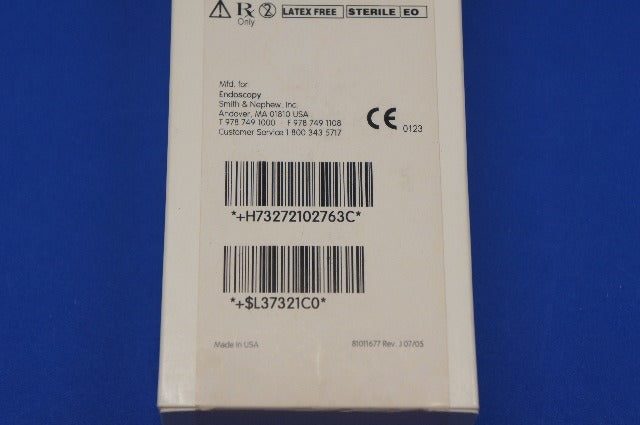 Rx Only 2 LATEX FREE STERILE EO
Mfd. for
Endoscopy
Smith & Nephew, Inc.
Andover, MA 01810 USA
T 978 749 1000 · F 978 749 1108
Customer Service 1 800 343 5717
CE 0123
*+H73272102763C*
*+$L37321C0*
Made in USA
81011677 Rev. J 07/05